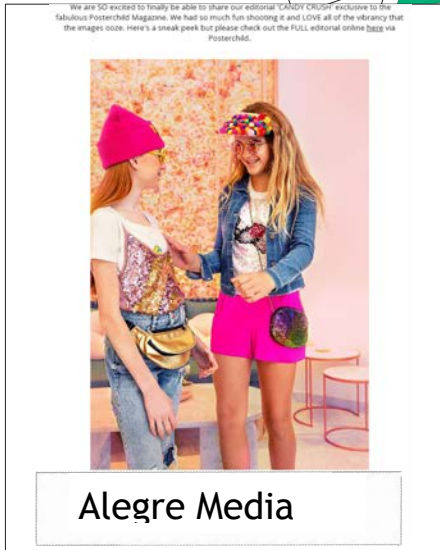 We are SO excited to finally be able to share our editorial 'CANDY CRUSH' exclusive to the
fabulous Posterchild Magazine. We had so much fun shooting it and LOVE all of the vibrancy that
the images ooze. Here's a sneak peek but please check out the FULL editorial online here via
Posterchild.
Alegre Media